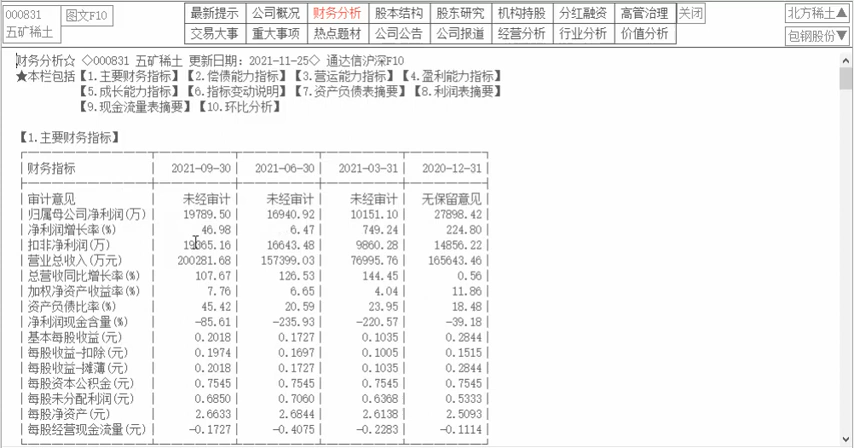 000831
五矿稀土
图文F10
最新提示 公司概况 财务分析 股本结构 股东研究 机构持股 分红融资 高管治理 关闭
交易大事 重大事项 热点题材 公司公告 公司报道 经营分析 行业分析 价值分析
北方稀土▲
包钢股份▼
财务分析☆ ◇000831 五矿稀土 更新日期：2021-11-25◇ 通达信沪深F10
★本栏包括【1.主要财务指标】【2.偿债能力指标】【3.营运能力指标】【4.盈利能力指标】
【5.成长能力指标】【6.指标变动说明】【7.资产负债表摘要】【8.利润表摘要】
【9.现金流量表摘要】【10.环比分析】
【1.主要财务指标】
财务指标 2021-09-30 2021-06-30 2021-03-31 2020-12-31
审计意见 未经审计 未经审计 未经审计 无保留意见
归属母公司净利润(万) 19789.50 16940.92 10151.10 27898.42
净利润增长率(%) 46.98 6.47 749.24 224.80
扣非净利润(万) 19365.16 16643.48 9860.28 14856.22
营业总收入(万元) 200281.68 157399.03 76995.76 165643.46
总营收同比增长率(%) 107.67 126.53 144.45 0.56
加权净资产收益率(%) 7.76 6.65 4.04 11.86
资产负债比率(%) 45.42 20.59 23.95 18.48
净利润现金含量(%) -85.61 -235.93 -220.57 -39.18
基本每股收益(元) 0.2018 0.1727 0.1035 0.2844
每股收益-扣除(元) 0.1974 0.1697 0.1005 0.1515
每股收益-摊薄(元) 0.2018 0.1727 0.1035 0.2844
每股资本公积金(元) 0.7545 0.7545 0.7545 0.7545
每股未分配利润(元) 0.6850 0.7060 0.6368 0.5333
每股净资产(元) 2.6633 2.6844 2.6138 2.5093
每股经营现金流量(元) -0.1727 -0.4075 -0.2283 -0.1114